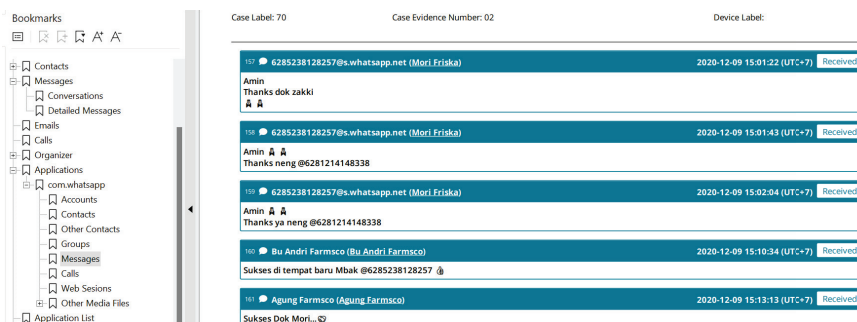 Bookmarks
A+ A-
Contacts
Messages
Conversations
Detailed Messages
Emails
Calls
Organizer
Applications
com.whatsapp
Accounts
Contacts
Other Contacts
Groups
Messages
Calls
Web Sesions
Other Media Files
Application List
Case Label: 70 Case Evidence Number: 02 Device Label:
157 6285238128257@s.whatsapp.net (Mori Friska) 2020-12-09 15:01:22 (UTC+7) Received
Amin
Thanks dok zakki
158 6285238128257@s.whatsapp.net (Mori Friska) 2020-12-09 15:01:43 (UTC+7) Received
Amin
Thanks neng @6281214148338
159 6285238128257@s.whatsapp.net (Mori Friska) 2020-12-09 15:02:04 (UTC+7) Received
Amin
Thanks ya neng @6281214148338
160 Bu Andri Farmsco (Bu Andri Farmsco) 2020-12-09 15:10:34 (UTC+7) Received
Sukses di tempat baru Mbak @6285238128257
161 Agung Farmsco (Agung Farmsco) 2020-12-09 15:13:13 (UTC+7) Received
Sukses Dok Mori...